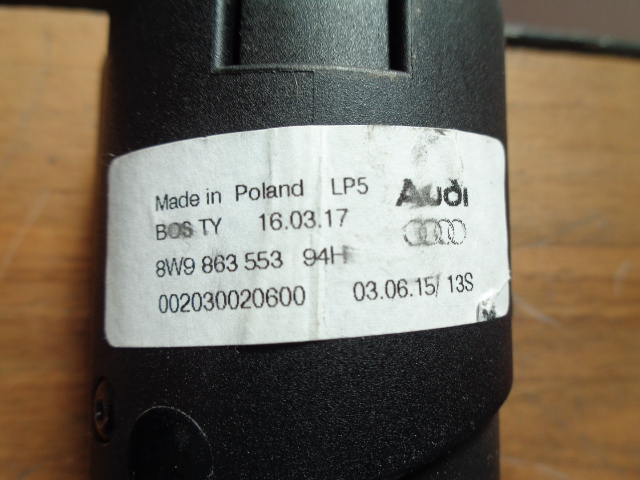 Made in Poland LP5 Audi
BOS TY 16.03.17
8W9 863 553 94H
002030020600 03.06.15/ 13S